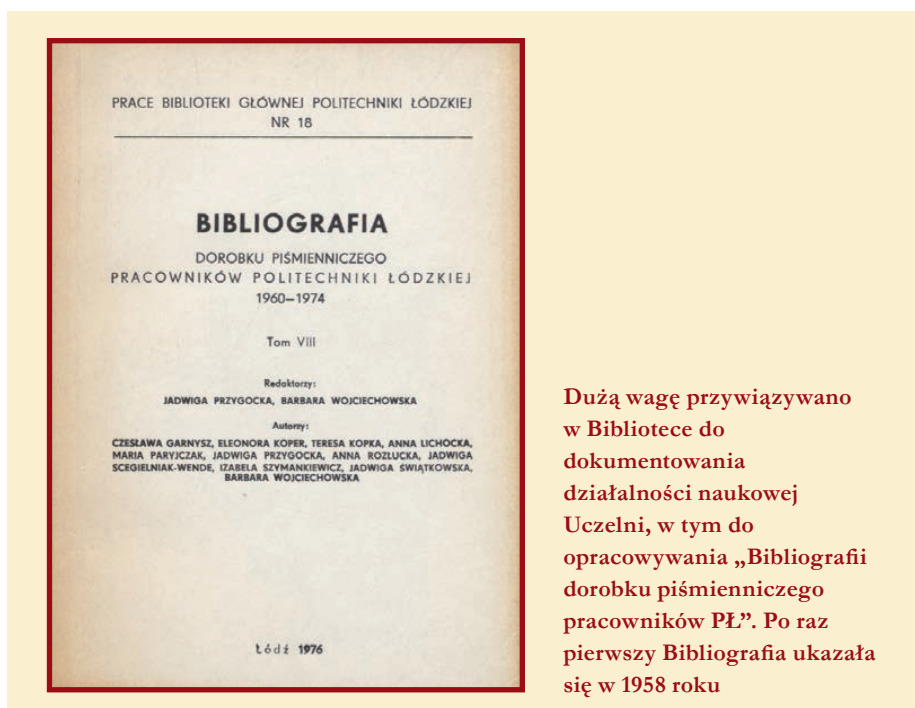 PRACE BIBLIOTEKI GŁÓWNEJ POLITECHNIKI ŁÓDZKIEJ
NR 18
BIBLIOGRAFIA
DOROBKU PIŚMIENNICZEGO
PRACOWNIKÓW POLITECHNIKI ŁÓDZKIEJ
1960–1974
Tom VIII
Redaktorzy:
JADWIGA PRZYGOCKA, BARBARA WOJCIECHOWSKA
Autorzy:
CZESŁAWA GARNYSZ, ELEONORA KOPER, TERESA KOPKA, ANNA LICHOCKA,
MARIA PARYJCZAK, JADWIGA PRZYGOCKA, ANNA ROZŁUCKA, JADWIGA
SCEGIELNIAK-WENDE, IZABELA SZYMANKIEWICZ, JADWIGA ŚWIĄTKOWSKA,
BARBARA WOJCIECHOWSKA
Łódź 1976
Dużą wagę przywiązywano
w Bibliotece do
dokumentowania
działalności naukowej
Uczelni, w tym do
opracowywania „Bibliografii
dorobku piśmienniczego
pracowników PŁ”. Po raz
pierwszy Bibliografia ukazała
się w 1958 roku